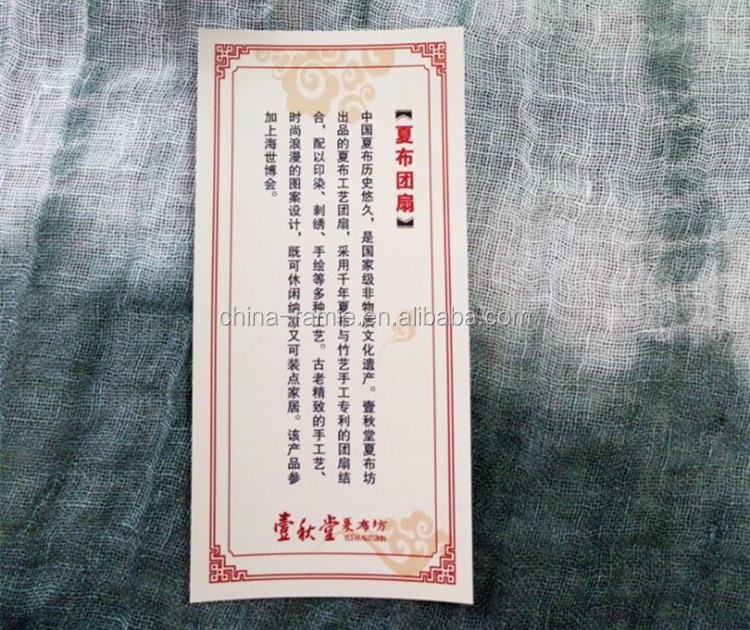 【夏布团扇】
中国夏布历史悠久，是国家级非物质文化遗产。壹秋堂夏布坊
出品的夏布工艺团扇，采用千年夏布与竹艺手工专利的团扇结
合，配以印染、刺绣、手绘等多种工艺。古老精致的手工艺、
时尚浪漫的图案设计，既可休闲纳凉又可装点家居。该产品参
加上海世博会。
壹秋堂夏布坊
china-ramie.en.alibaba.com